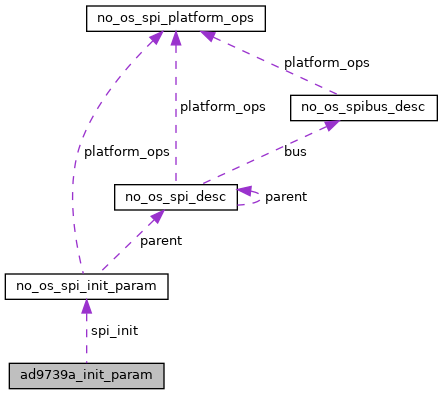 no_os_spi_platform_ops
platform_ops
no_os_spibus_desc
platform_ops
platform_ops
bus
no_os_spi_desc
parent
parent
no_os_spi_init_param
spi_init
ad9739a_init_param